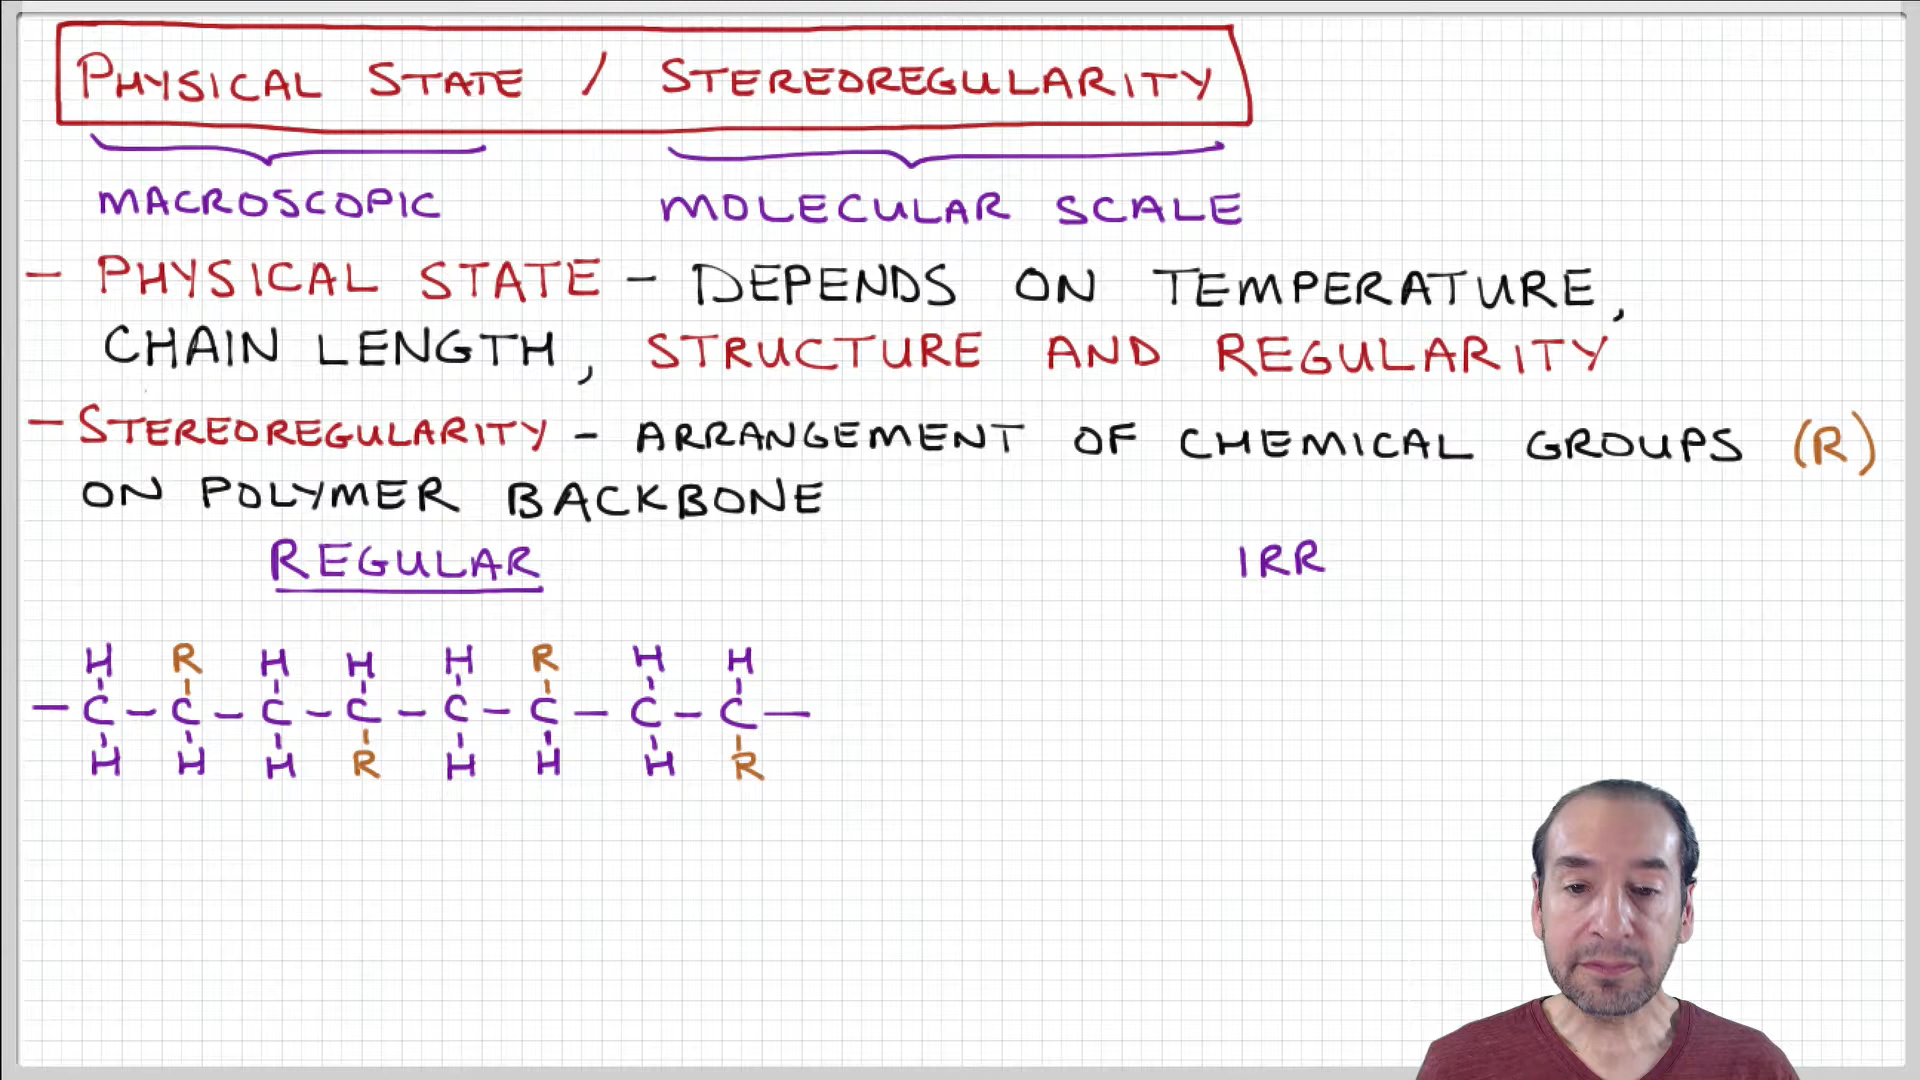 PHYSICAL STATE / STEREOREGULARITY
MACROSCOPIC MOLECULAR SCALE
- PHYSICAL STATE - DEPENDS ON TEMPERATURE,
CHAIN LENGTH, STRUCTURE AND REGULARITY
- STEREOREGULARITY - ARRANGEMENT OF CHEMICAL GROUPS (R)
ON POLYMER BACKBONE
REGULAR IRR
H R H H H R H H
- C - C - C - C - C - C - C - C -
H H H R H H H R